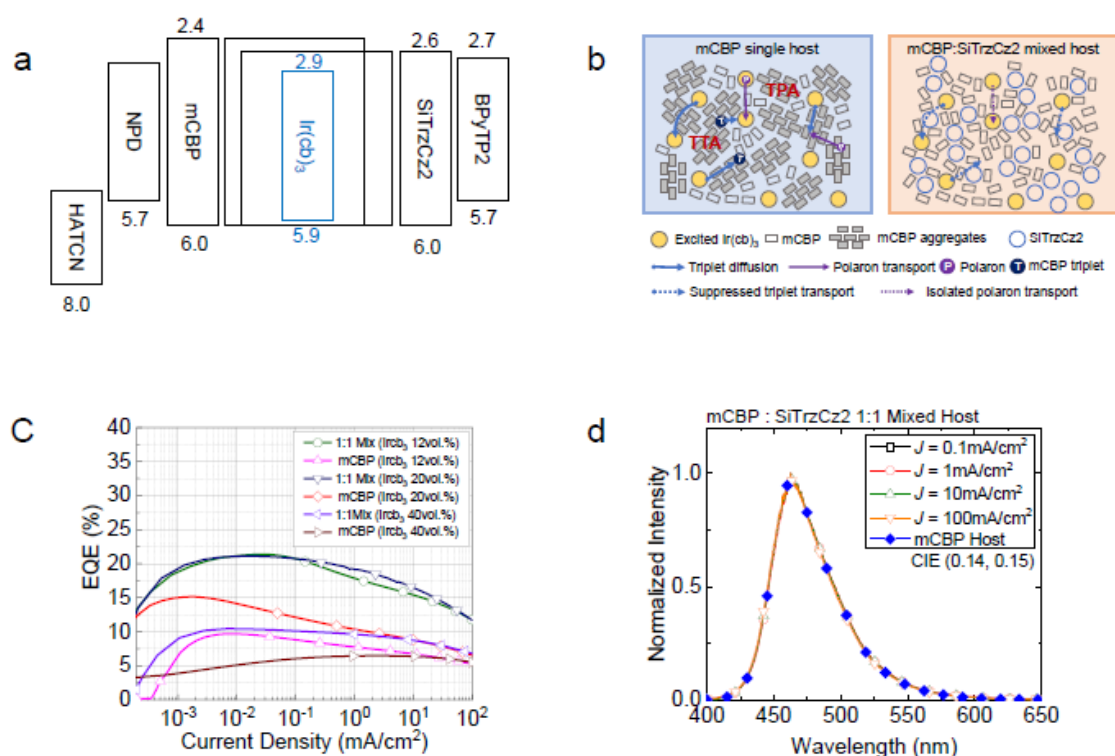 a
2.4
2.6
2.7
2.9
NPD
mCBP
Ir(cb)₃
SiTrzCz2
BPyTP2
HATCN
5.7
6.0
5.9
6.0
5.7
8.0
b
mCBP single host
mCBP:SiTrzCz2 mixed host
TPA
TTA
T
T
P
Excited Ir(cb)₃ mCBP mCBP aggregates SiTrzCz2
Triplet diffusion Polaron transport P Polaron T mCBP triplet
Suppressed triplet transport Isolated polaron transport
C
EQE (%)
40
35
30
25
20
15
10
5
0
1:1 Mix (Ircb₃ 12vol.%)
mCBP (Ircb₃ 12vol.%)
1:1 Mix (Ircb₃ 20vol.%)
mCBP (Ircb₃ 20vol.%)
1:1Mix(Ircb₃ 40vol.%)
mCBP (Ircb₃ 40vol.%)
10⁻³ 10⁻² 10⁻¹ 10⁰ 10¹ 10²
Current Density (mA/cm²)
d
mCBP : SiTrzCz2 1:1 Mixed Host
Normalized Intensity
1.0
0.5
0.0
J = 0.1mA/cm²
J = 1mA/cm²
J = 10mA/cm²
J = 100mA/cm²
mCBP Host
CIE (0.14, 0.15)
400 450 500 550 600 650
Wavelength (nm)